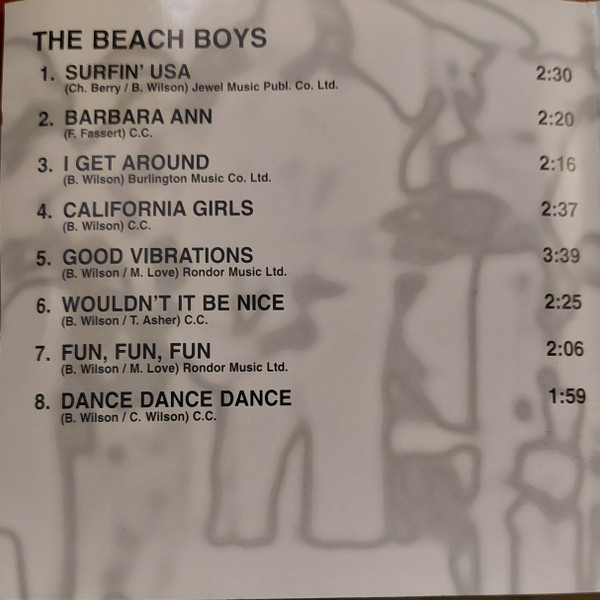 THE BEACH BOYS
1. SURFIN' USA 2:30
(Ch. Berry / B. Wilson) Jewel Music Publ. Co. Ltd.
2. BARBARA ANN 2:20
(F. Fassert) C.C.
3. I GET AROUND 2:16
(B. Wilson) Burlington Music Co. Ltd.
4. CALIFORNIA GIRLS 2:37
(B. Wilson) C.C.
5. GOOD VIBRATIONS 3:39
(B. Wilson / M. Love) Rondor Music Ltd.
6. WOULDN'T IT BE NICE 2:25
(B. Wilson / T. Asher) C.C.
7. FUN, FUN, FUN 2:06
(B. Wilson / M. Love) Rondor Music Ltd.
8. DANCE DANCE DANCE 1:59
(B. Wilson / C. Wilson) C.C.